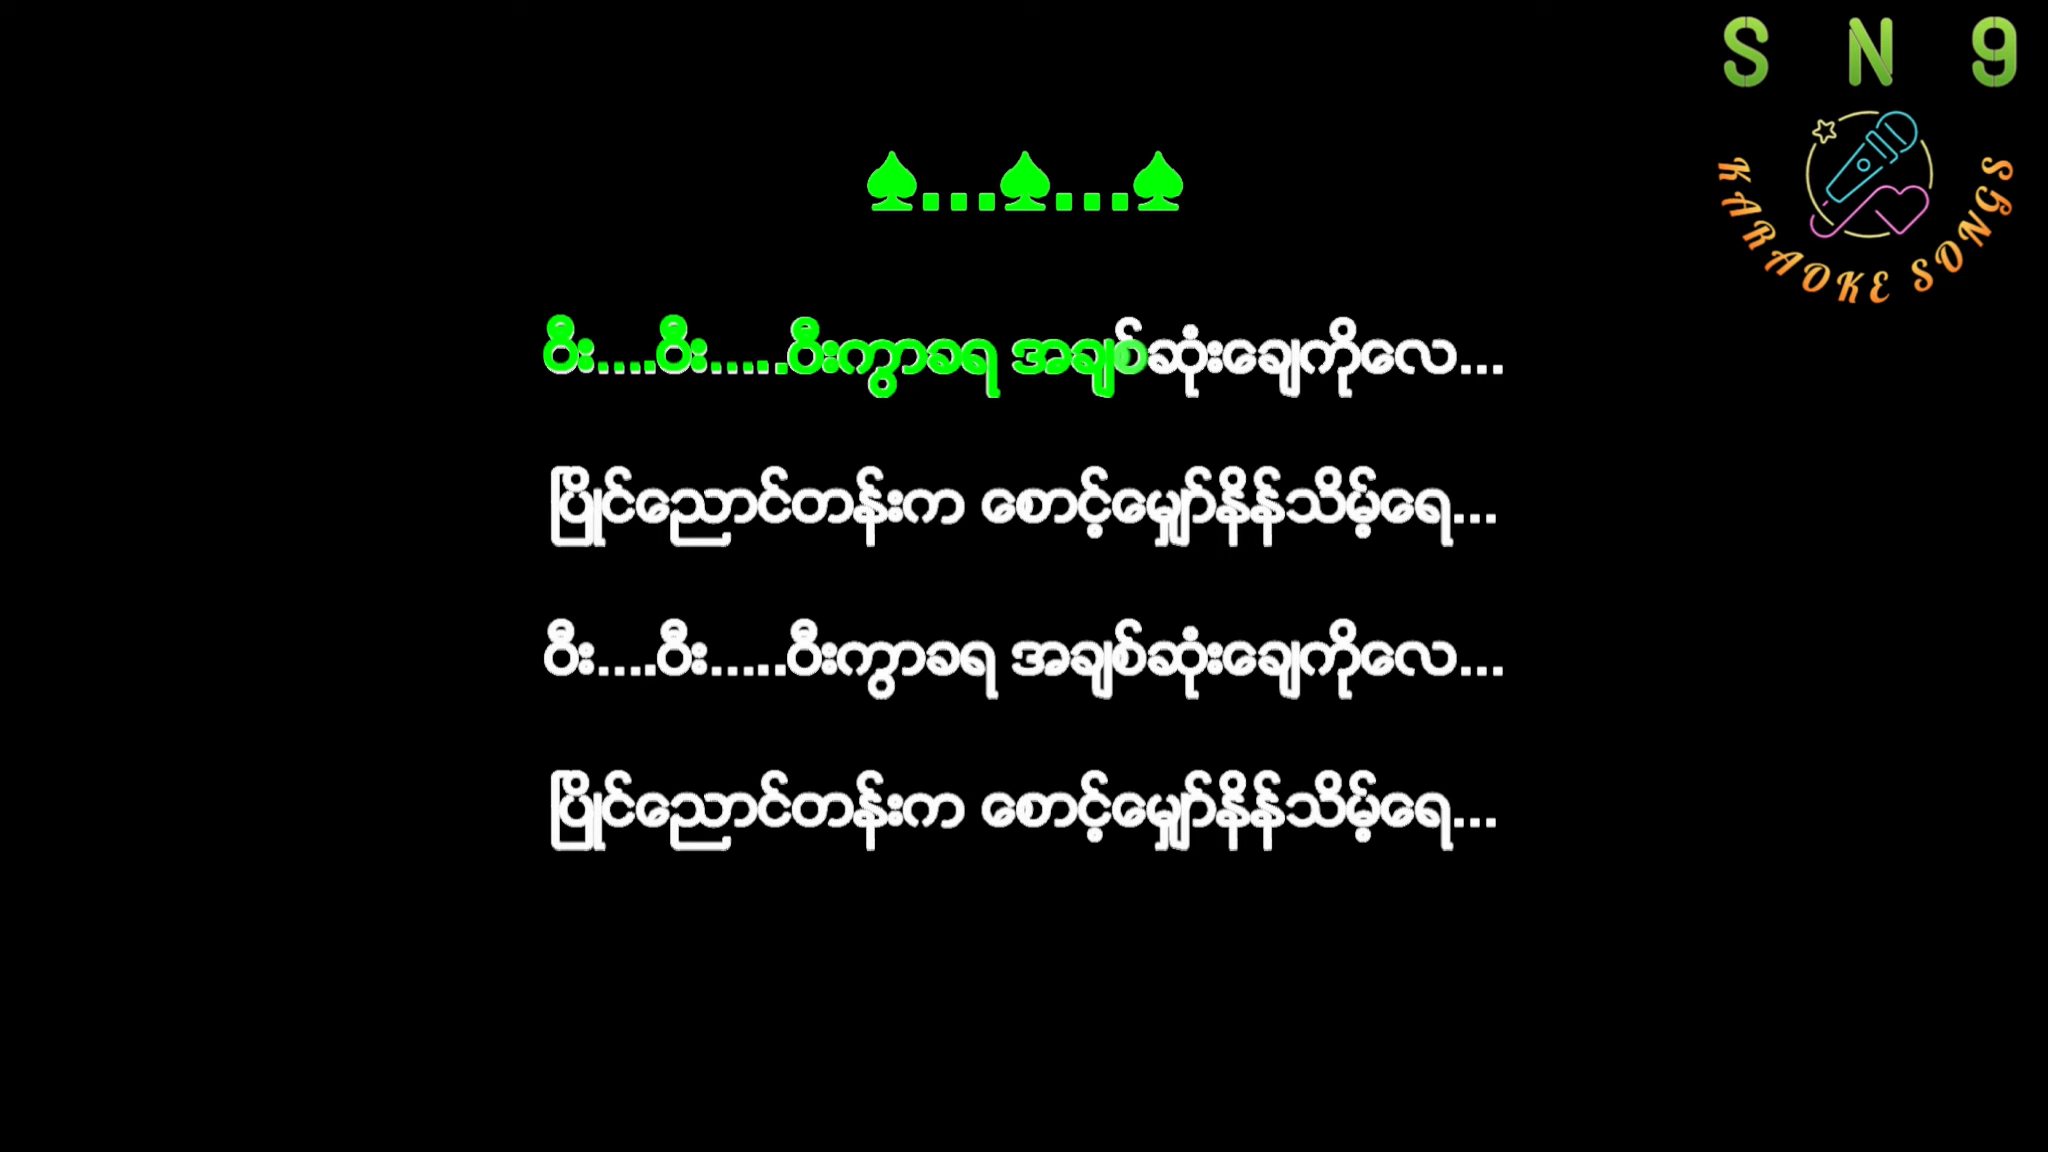 S N 9
KARAOKE SONGS
♠...♠...♠
ဝီး....ဝီး.....ဝီးကွာခရ အချစ်ဆုံးချေကိုလေ...
ပြိုင်ညောင်တန်းက စောင့်မျှော်နိန်သိမ့်ရေ...
ဝီး....ဝီး.....ဝီးကွာခရ အချစ်ဆုံးချေကိုလေ...
ပြိုင်ညောင်တန်းက စောင့်မျှော်နိန်သိမ့်ရေ...